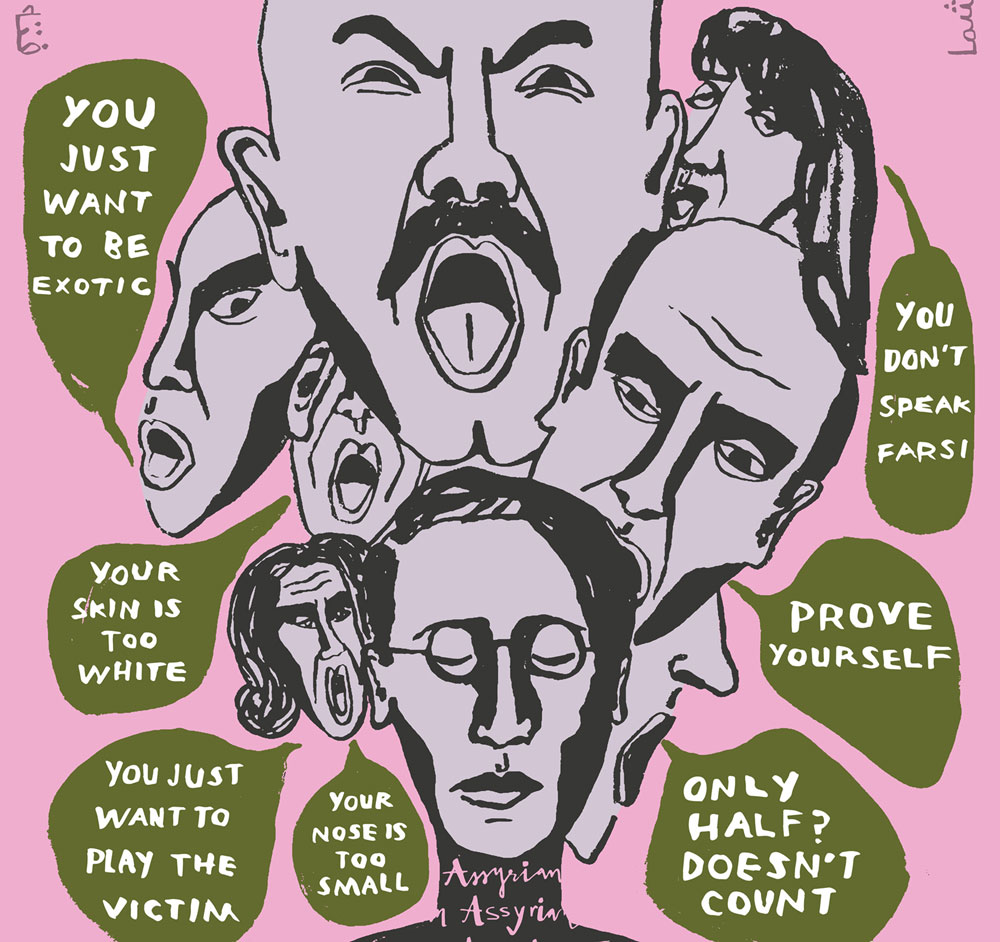 YOU
JUST
WANT
TO BE
EXOTIC
YOU
DON'T
SPEAK
FARSI
YOUR
SKIN IS
TOO
WHITE
PROVE
YOURSELF
YOU JUST
WANT TO
PLAY THE
VICTIM
YOUR
NOSE IS
TOO
SMALL
ONLY
HALF?
DOESN'T
COUNT
Assyrian
Assyrian